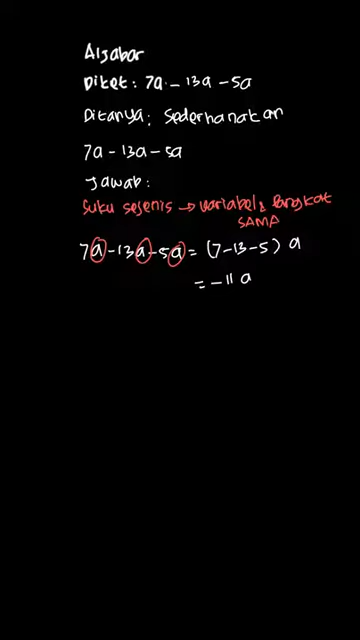 Aljabar
Diket: 7a - 13a - 5a
Ditanya: Sederhanakan
7a - 13a - 5a
Jawab:
Suku sejenis → variabel & pangkat
SAMA
7a - 13a - 5a = (7 - 13 - 5) a
= - 11 a